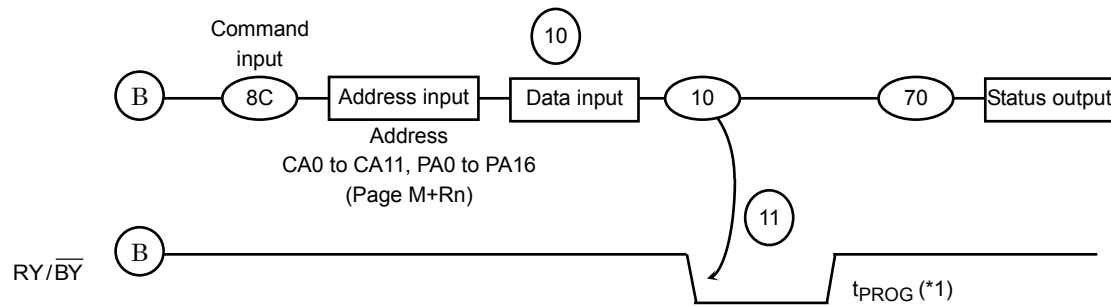 Command
input
10
B
8C
Address input
Data input
10
70
Status output
Address
CA0 to CA11, PA0 to PA16
(Page M+Rn)
11
B
RY/BY
tPROG (*1)